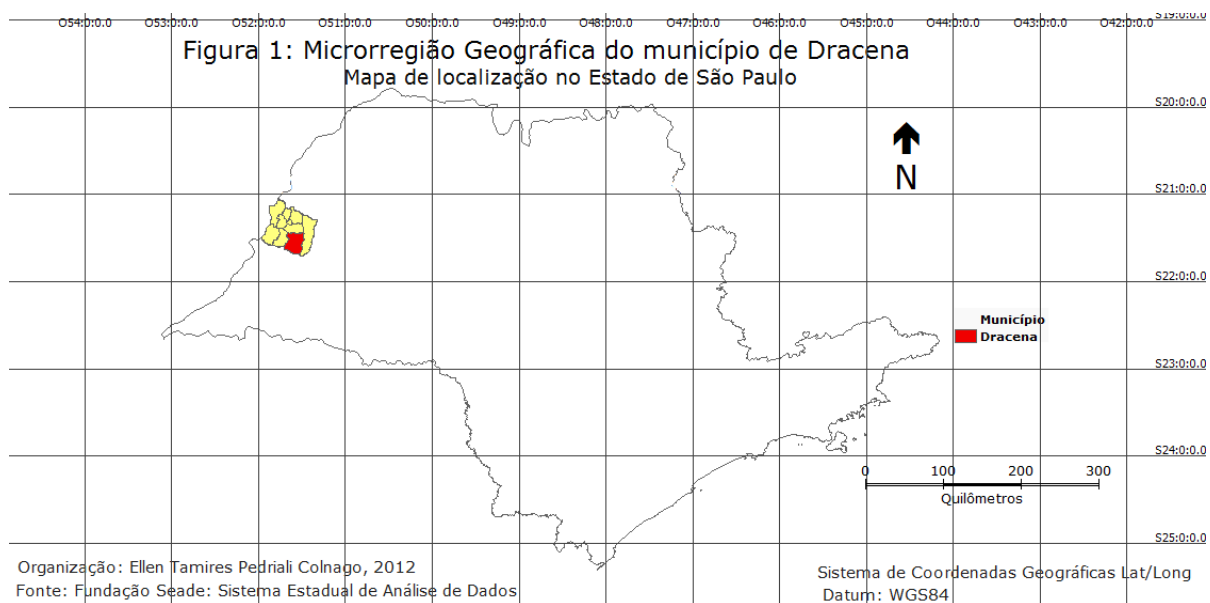 O54:0:0.0 O53:0:0.0 O52:0:0.0 O51:0:0.0 O50:0:0.0 O49:0:0.0 O48:0:0.0 O47:0:0.0 O46:0:0.0 O45:0:0.0 O44:0:0.0 O43:0:0.0 O42:0:0.0
S19:0:0.0
Figura 1: Microrregião Geográfica do município de Dracena
Mapa de localização no Estado de São Paulo
S20:0:0.0
N
S21:0:0.0
S22:0:0.0
Município
Dracena
S23:0:0.0
S24:0:0.0
0 100 200 300
Quilômetros
S25:0:0.0
Organização: Ellen Tamires Pedriali Colnago, 2012
Fonte: Fundação Seade: Sistema Estadual de Análise de Dados
Sistema de Coordenadas Geográficas Lat/Long
Datum: WGS84